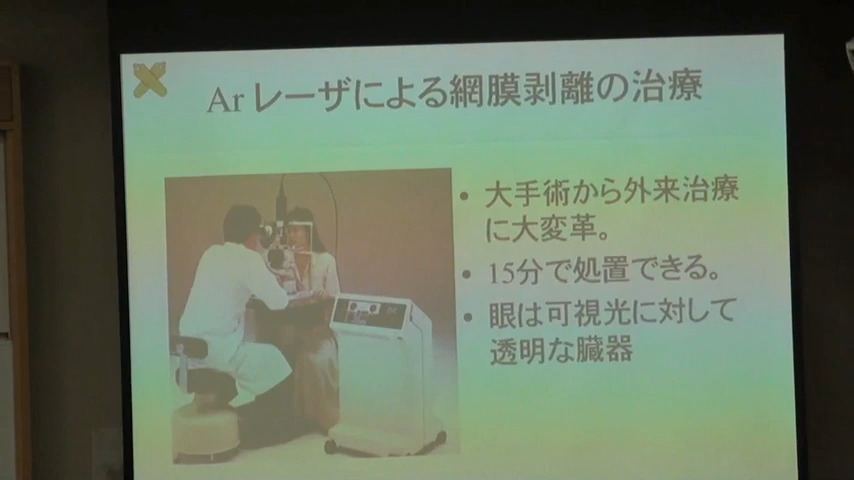 Ar レーザによる網膜剥離の治療
• 大手術から外来治療
に大変革。
• 15分で処置できる。
• 眼は可視光に対して
透明な臓器